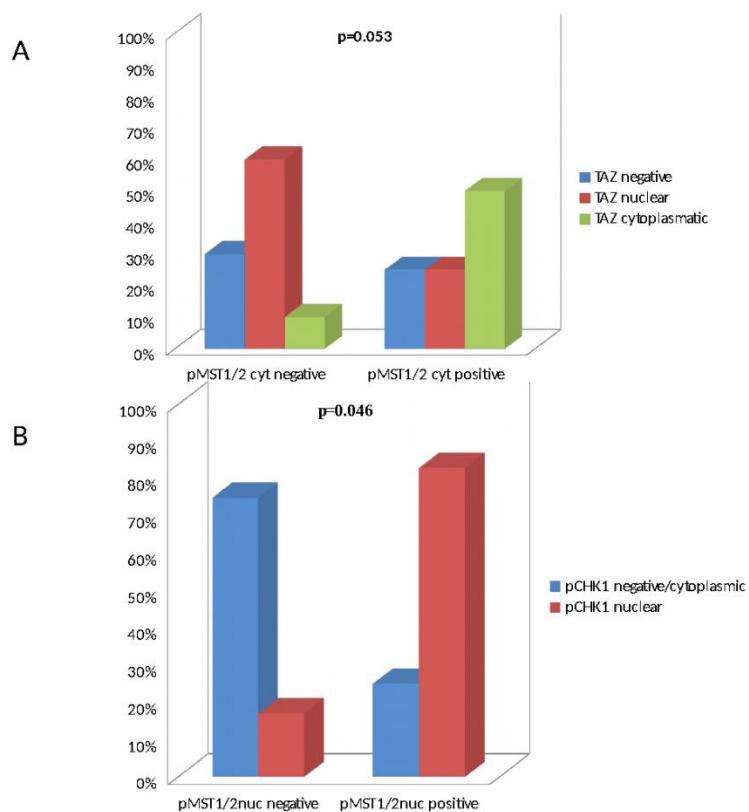 A
p=0.053
100%
90%
80%
70%
60%
50%
40%
30%
20%
10%
0%
TAZ negative
TAZ nuclear
TAZ cytoplasmatic
pMST1/2 cyt negative
pMST1/2 cyt positive
B
p=0.046
100%
90%
80%
70%
60%
50%
40%
30%
20%
10%
0%
pCHK1 negative/cytoplasmic
pCHK1 nuclear
pMST1/2nuc negative
pMST1/2nuc positive